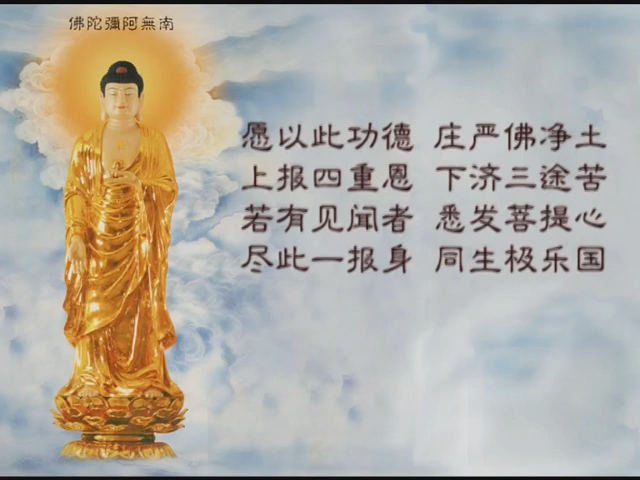 南無阿彌陀佛
愿以此功德 庄严佛净土
上报四重恩 下济三途苦
若有见闻者 悉发菩提心
尽此一报身 同生极乐国